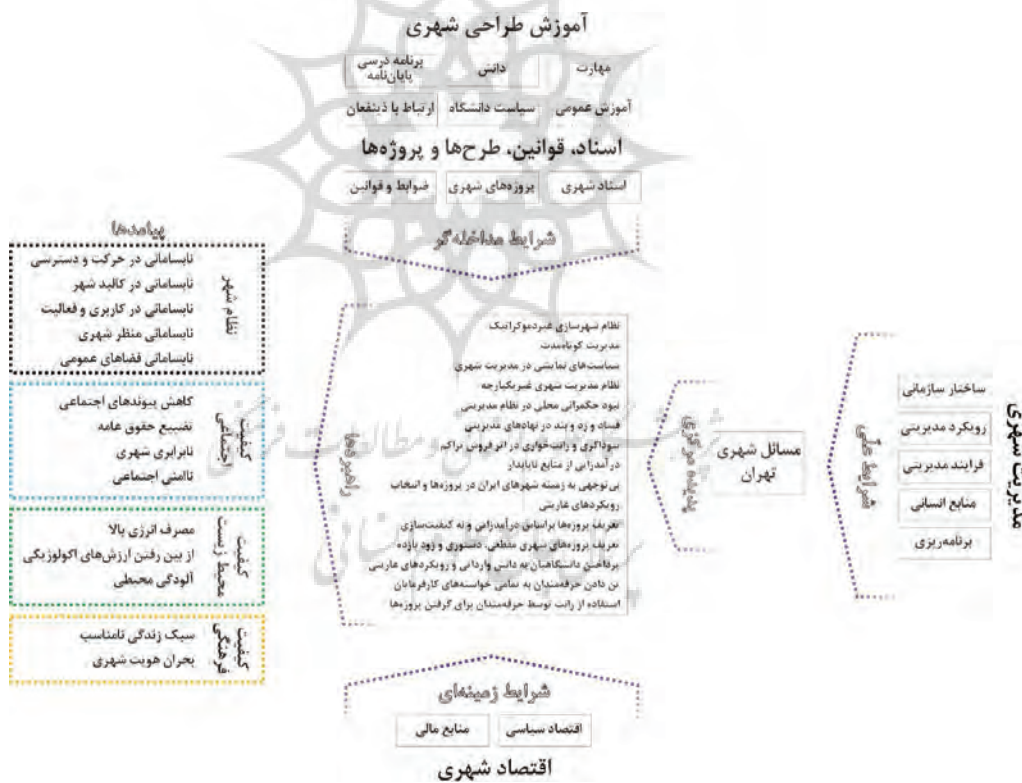 آموزش طراحی شهری
مهارت
دانش
برنامه درسی
پایان‌نامه
آموزش عمومی
سیاست دانشگاه
ارتباط با ذینفعان
اسناد، قوانین، طرح‌ها و پروژه‌ها
اسناد شهری
پروژه‌های شهری
ضوابط و قوانین
شرایط مداخله‌گر
مدیریت شهری
ساختار سازمانی
رویکرد مدیریتی
فرایند مدیریتی
منابع انسانی
برنامه‌ریزی
شرایط علّی
مسائل شهری
تهران
پدیده مرکزی
نظام شهرسازی غیردموکراتیک
مدیریت کوتاه‌مدت
سیاست‌های نمایشی در مدیریت شهری
نظام مدیریت شهری غیریکپارچه
نبود حکمرانی محلی در نظام مدیریتی
فساد و زد و بند در نهادهای مدیریتی
سوداگری و رانت‌خواری در اثر فروش تراکم
درآمدزایی از منابع ناپایدار
بی‌توجهی به زمینه شهرهای ایران در پروژه‌ها و انتخاب
رویکردهای عاریتی
تعریف پروژه‌ها براساس درآمدزایی و نه کیفیت‌سازی
تعریف پروژه‌های شهری مقطعی، دستوری و زود بازده
پرداختن دانشگاهیان به دانش وارداتی و رویکردهای عاریتی
تن دادن حرفه‌مندان به تمامی خواسته‌های کارفرمایان
استفاده از رانت توسط حرفه‌مندان برای گرفتن پروژه‌ها
راهبردها
پیامدها
نظام شهر
نابسامانی در حرکت و دسترسی
نابسامانی در کالبد شهر
نابسامانی در کاربری و فعالیت
نابسامانی منظر شهری
نابسامانی فضاهای عمومی
کیفیت
اجتماعی
کاهش پیوندهای اجتماعی
تضییع حقوق عامه
نابرابری شهری
ناامنی اجتماعی
کیفیت
محیط زیست
مصرف انرژی بالا
از بین رفتن ارزش‌های اکولوژیکی
آلودگی محیطی
کیفیت
فرهنگی
سبک زندگی نامناسب
بحران هویت شهری
شرایط زمینه‌ای
اقتصاد سیاسی
منابع مالی
اقتصاد شهری